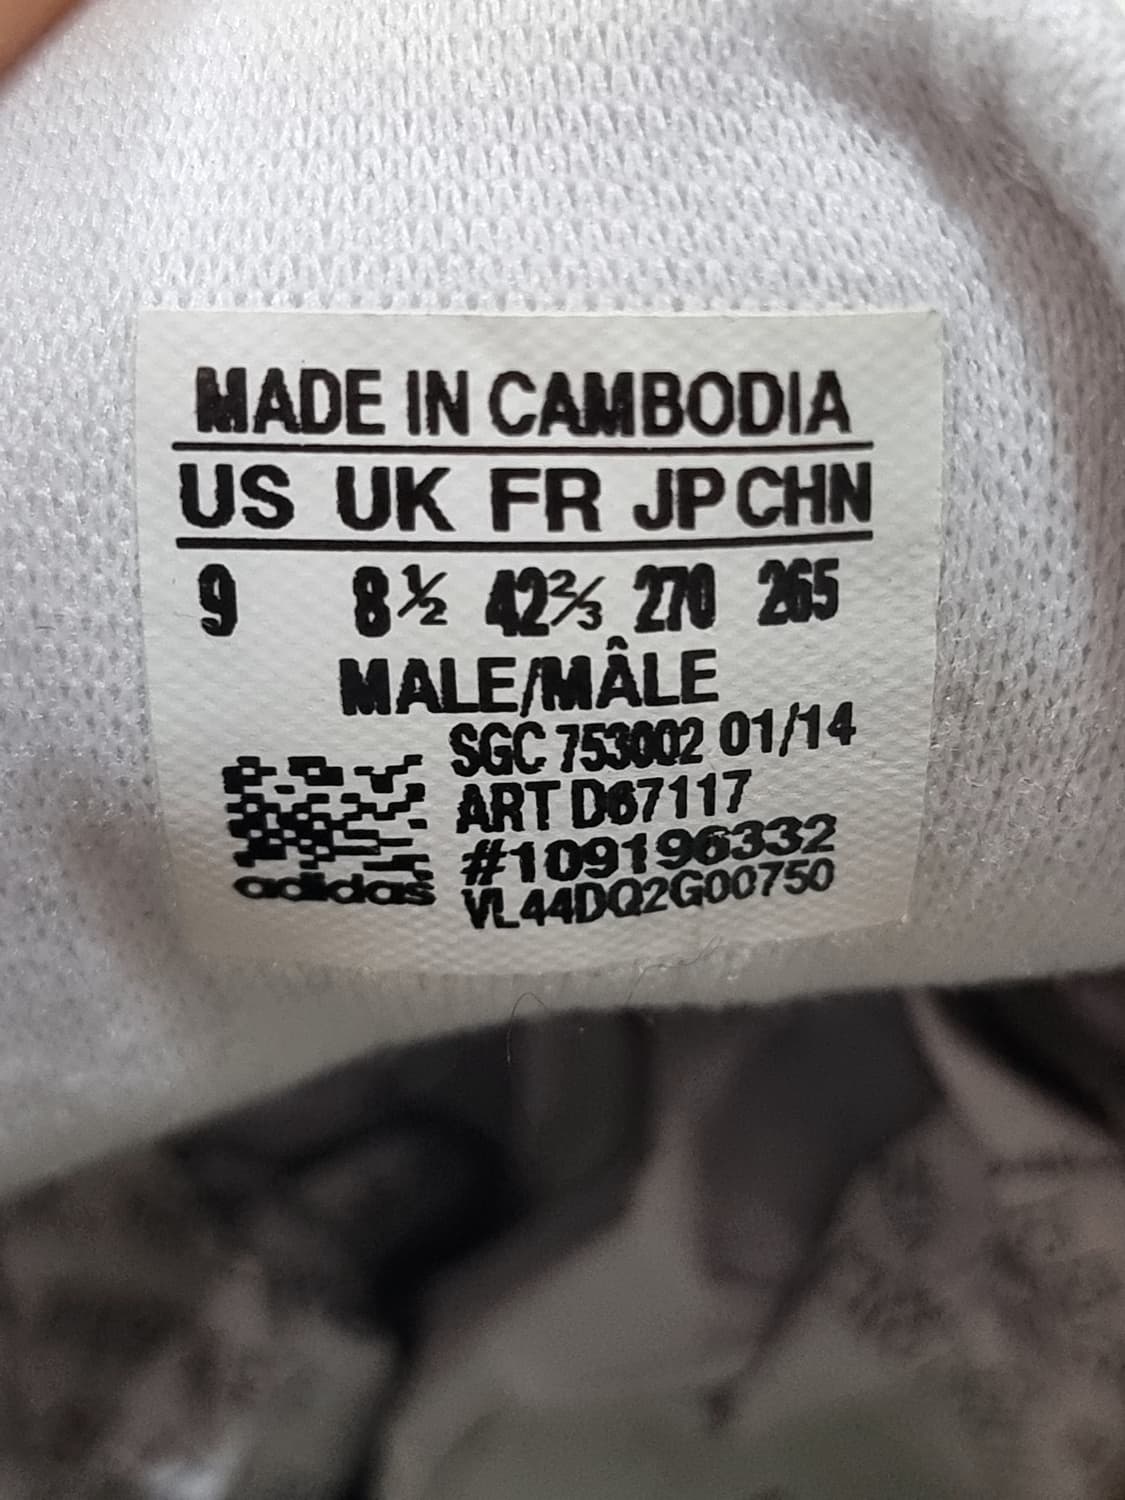 MADE IN CAMBODIA
US UK FR JP CHN
9 8½ 42⅔ 270 265
MALE/MÂLE
SGC 753002 01/14
ART D67117
#109196332
adidas VL44DQ2G00750